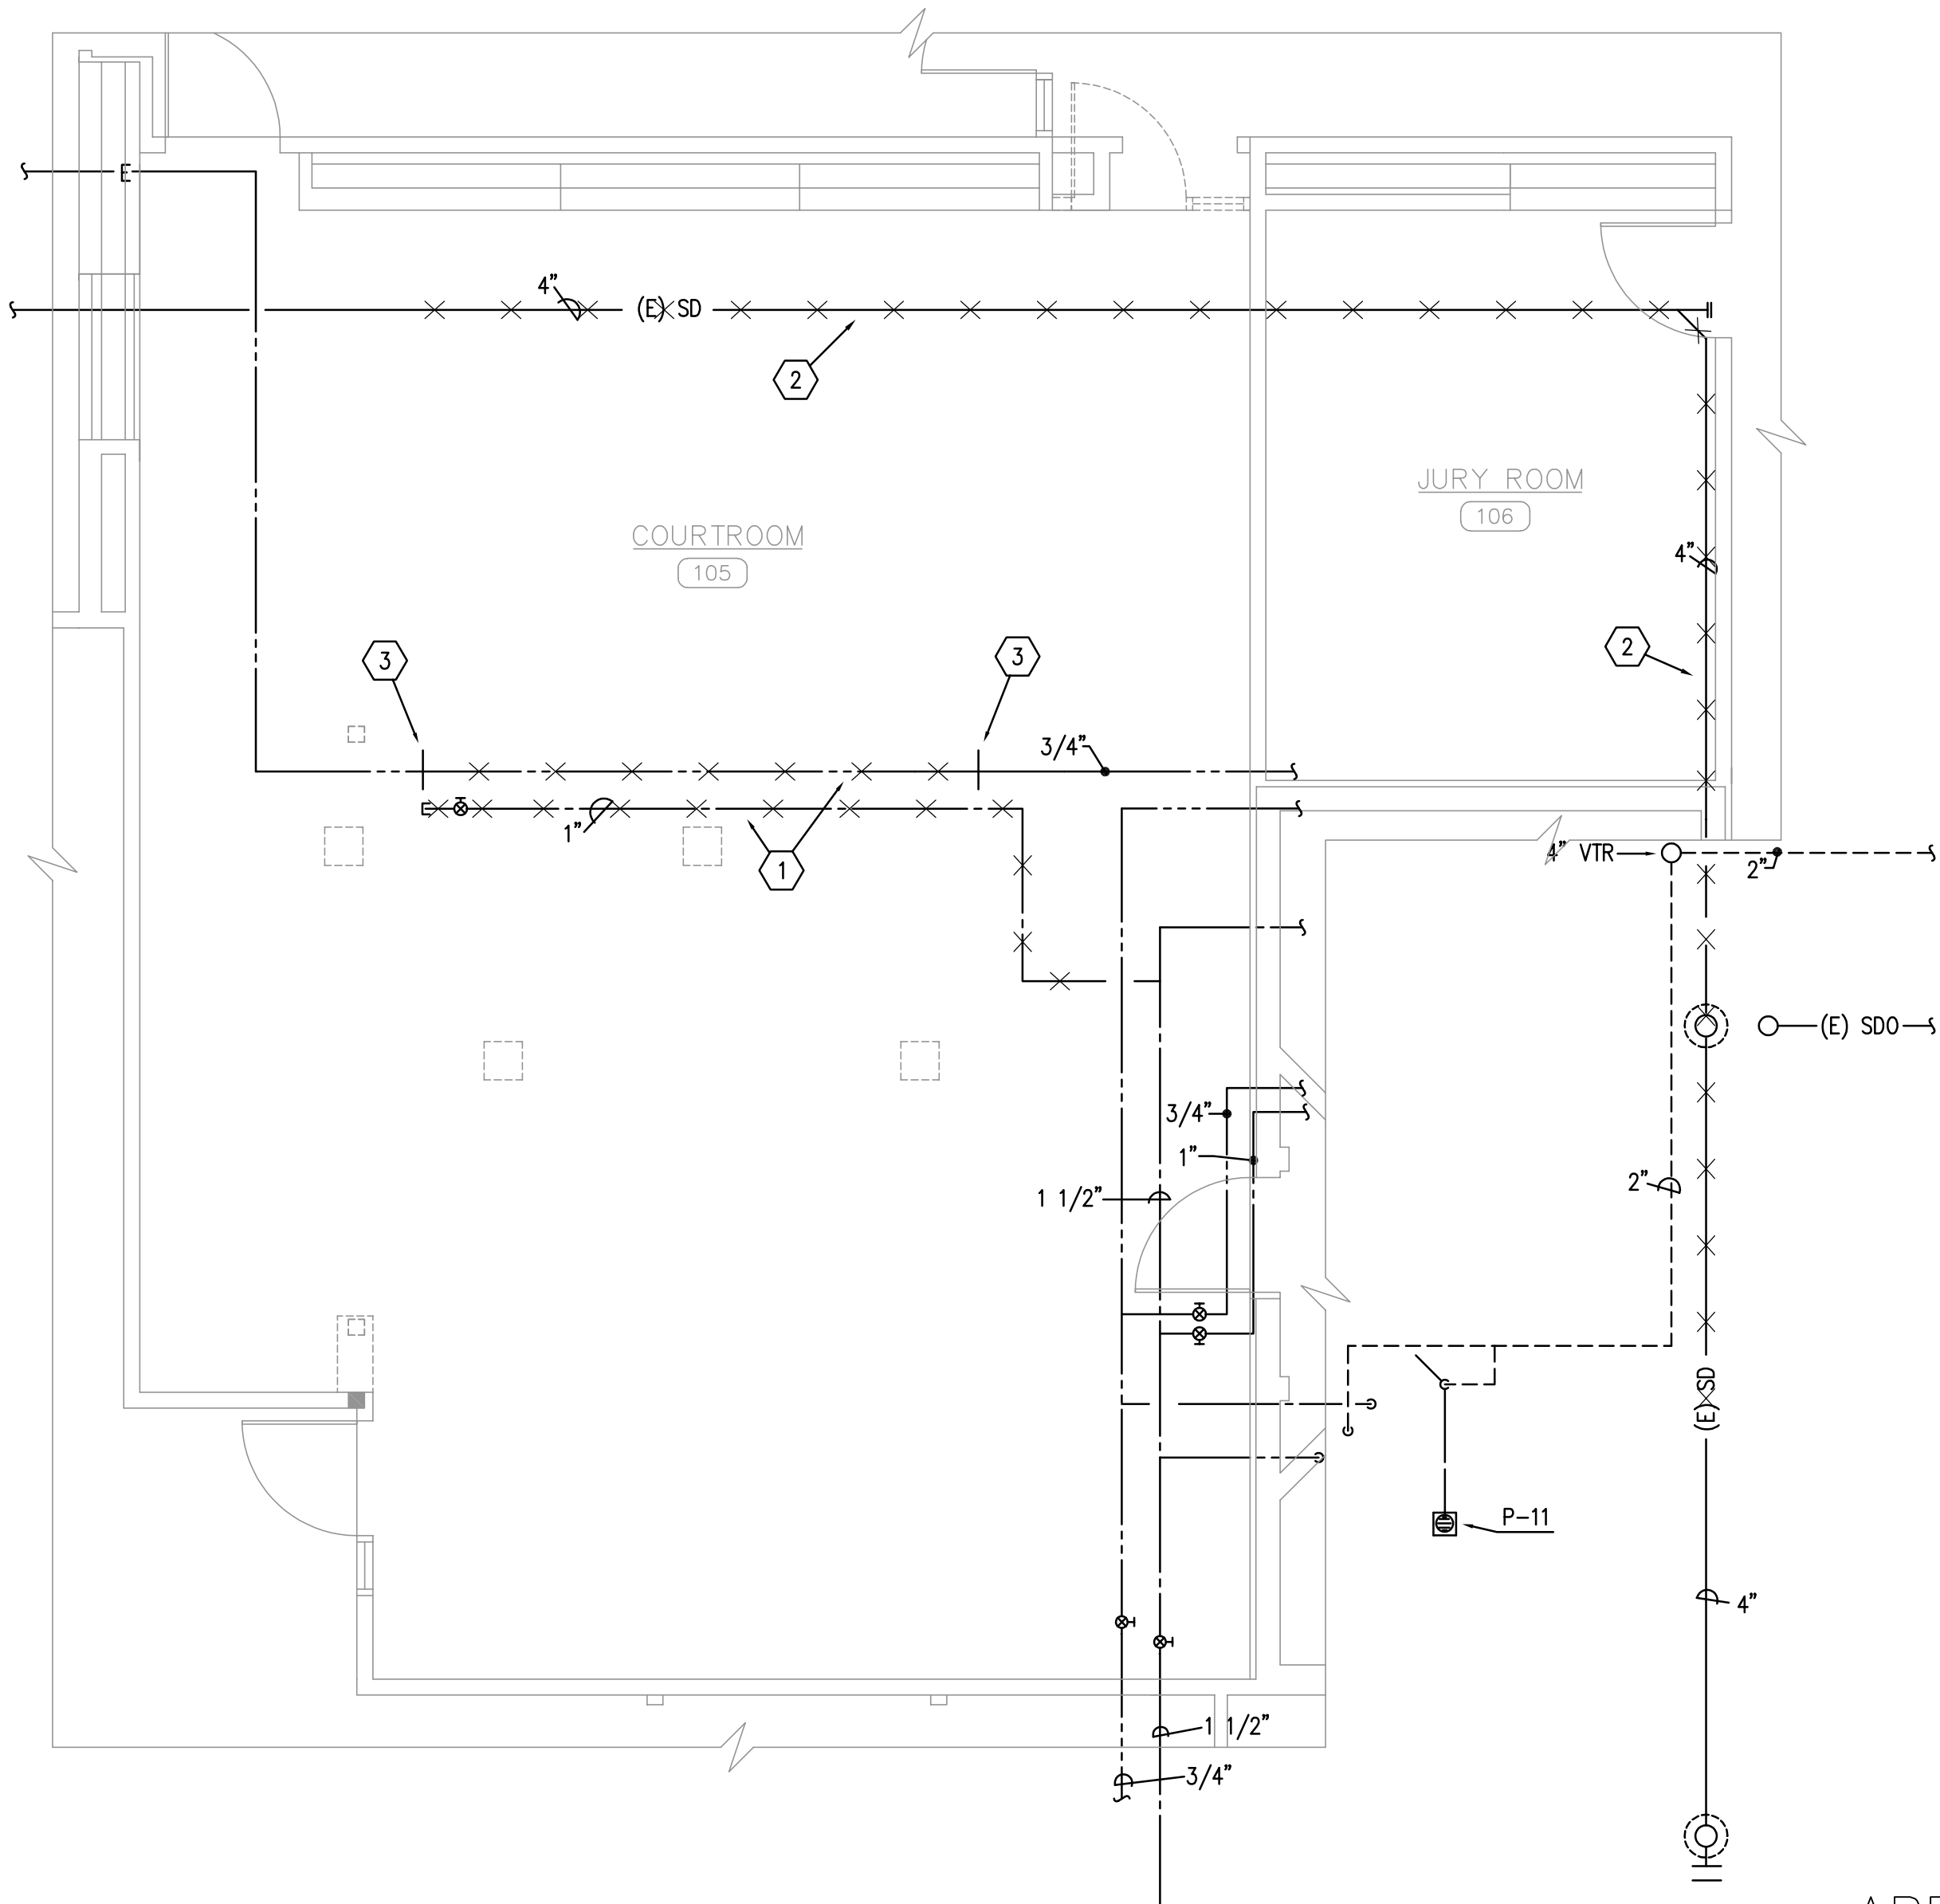 E
4"
(E) SD
2
JURY ROOM
106
COURTROOM
105
4"
3
3
2
3/4"
1"
1
4" VTR
2"
(E) SDO
3/4"
1"
2"
1 1/2"
(E) SD
P-11
4"
1 1/2"
3/4"